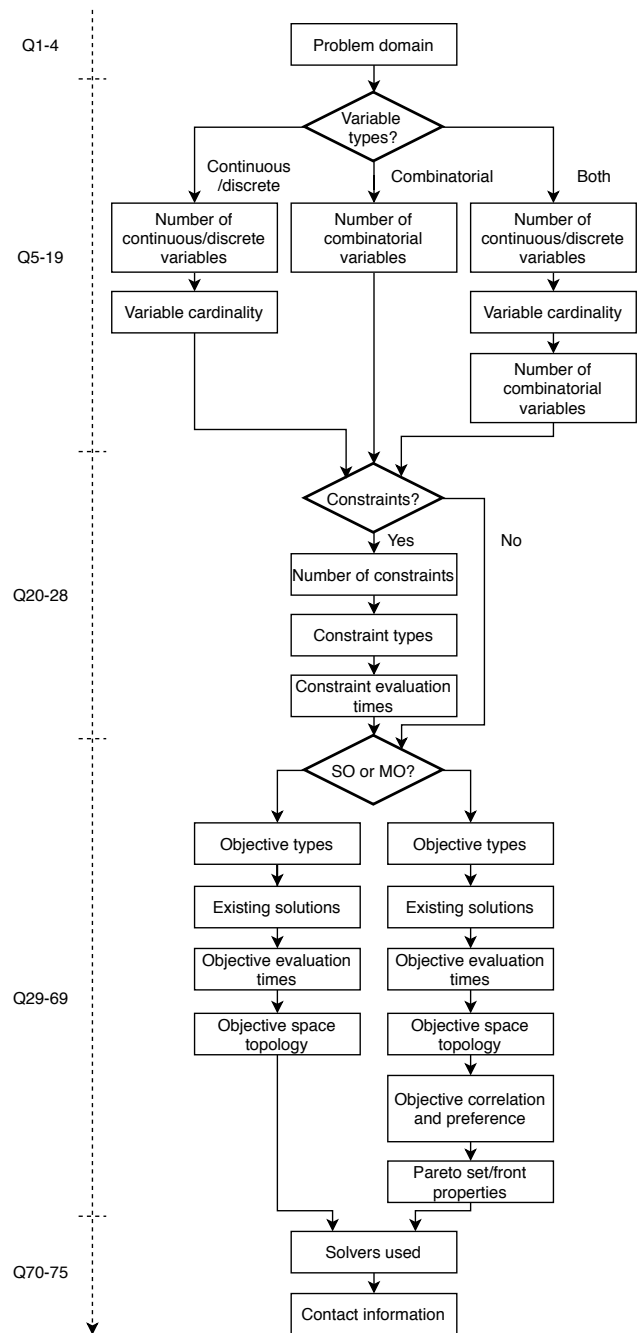 Q1-4
Problem domain
Variable
types?
Continuous
/discrete
Combinatorial
Both
Q5-19
Number of
continuous/discrete
variables
Number of
combinatorial
variables
Number of
continuous/discrete
variables
Variable cardinality
Variable cardinality
Number of
combinatorial
variables
Constraints?
Yes
No
Q20-28
Number of constraints
Constraint types
Constraint evaluation
times
SO or MO?
Q29-69
Objective types
Objective types
Existing solutions
Existing solutions
Objective evaluation
times
Objective evaluation
times
Objective space
topology
Objective space
topology
Objective correlation
and preference
Pareto set/front
properties
Q70-75
Solvers used
Contact information